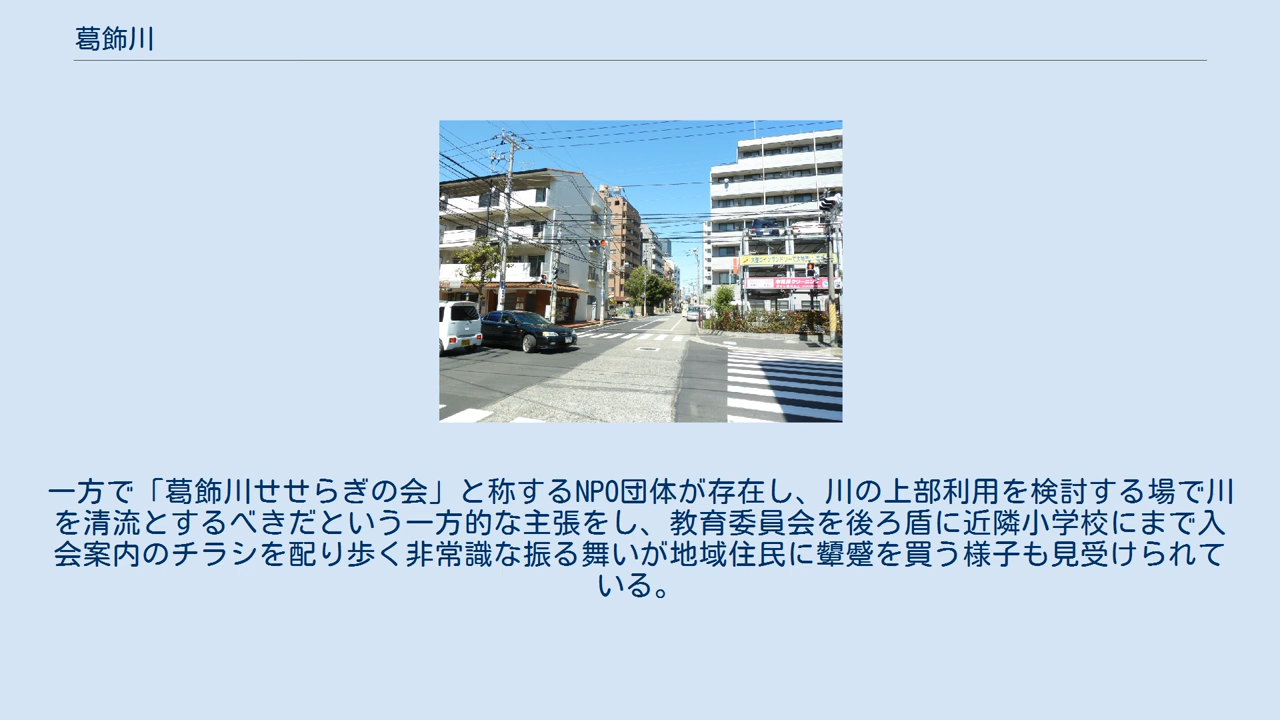 葛飾川
一方で「葛飾川せせらぎの会」と称するNPO団体が存在し、川の上部利用を検討する場で川
を清流とするべきだという一方的な主張をし、教育委員会を後ろ盾に近隣小学校にまで入
会案内のチラシを配り歩く非常識な振る舞いが地域住民に顰蹙を買う様子も見受けられて
いる。